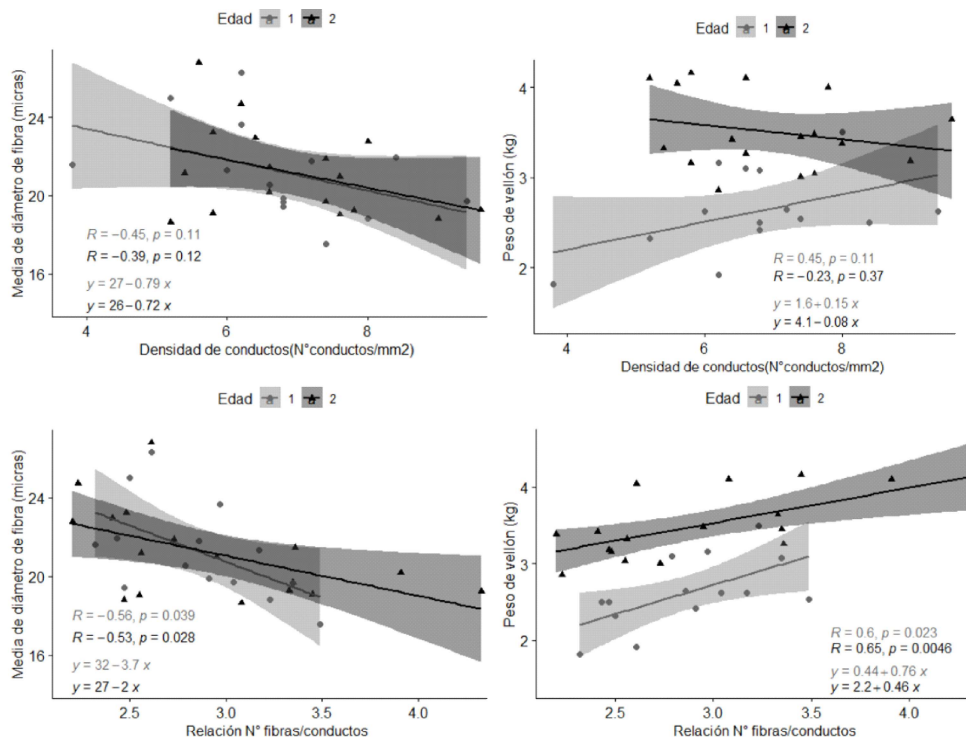 Edad 1 2
Media de diámetro de fibra (micras)
24
20
16
R = −0.45, p = 0.11
R = −0.39, p = 0.12
y = 27 − 0.79 x
y = 26 − 0.72 x
4 6 8
Densidad de conductos(N°conductos/mm2)
Edad 1 2
Peso de vellón (kg)
4
3
2
R = 0.45, p = 0.11
R = −0.23, p = 0.37
y = 1.6 + 0.15 x
y = 4.1 − 0.08 x
4 6 8
Densidad de conductos(N°conductos/mm2)
Edad 1 2
Media de diámetro de fibra (micras)
24
20
16
R = −0.56, p = 0.039
R = −0.53, p = 0.028
y = 32 − 3.7 x
y = 27 − 2 x
2.5 3.0 3.5 4.0
Relación N° fibras/conductos
Edad 1 2
Peso de vellón (kg)
4
3
2
R = 0.6, p = 0.023
R = 0.65, p = 0.0046
y = 0.44 + 0.76 x
y = 2.2 + 0.46 x
2.5 3.0 3.5 4.0
Relación N° fibras/conductos